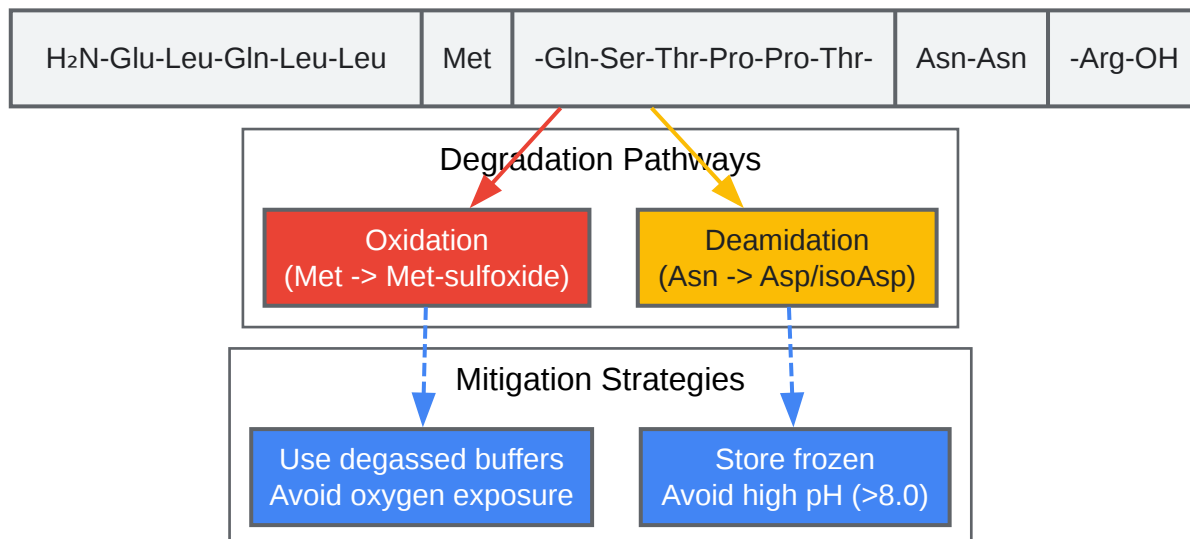 H₂N-Glu-Leu-Gln-Leu-Leu
Met
-Gln-Ser-Thr-Pro-Pro-Thr-
Asn-Asn
-Arg-OH
Degradation Pathways
Oxidation
(Met -> Met-sulfoxide)
Deamidation
(Asn -> Asp/isoAsp)
Mitigation Strategies
Use degassed buffers
Avoid oxygen exposure
Store frozen
Avoid high pH (>8.0)